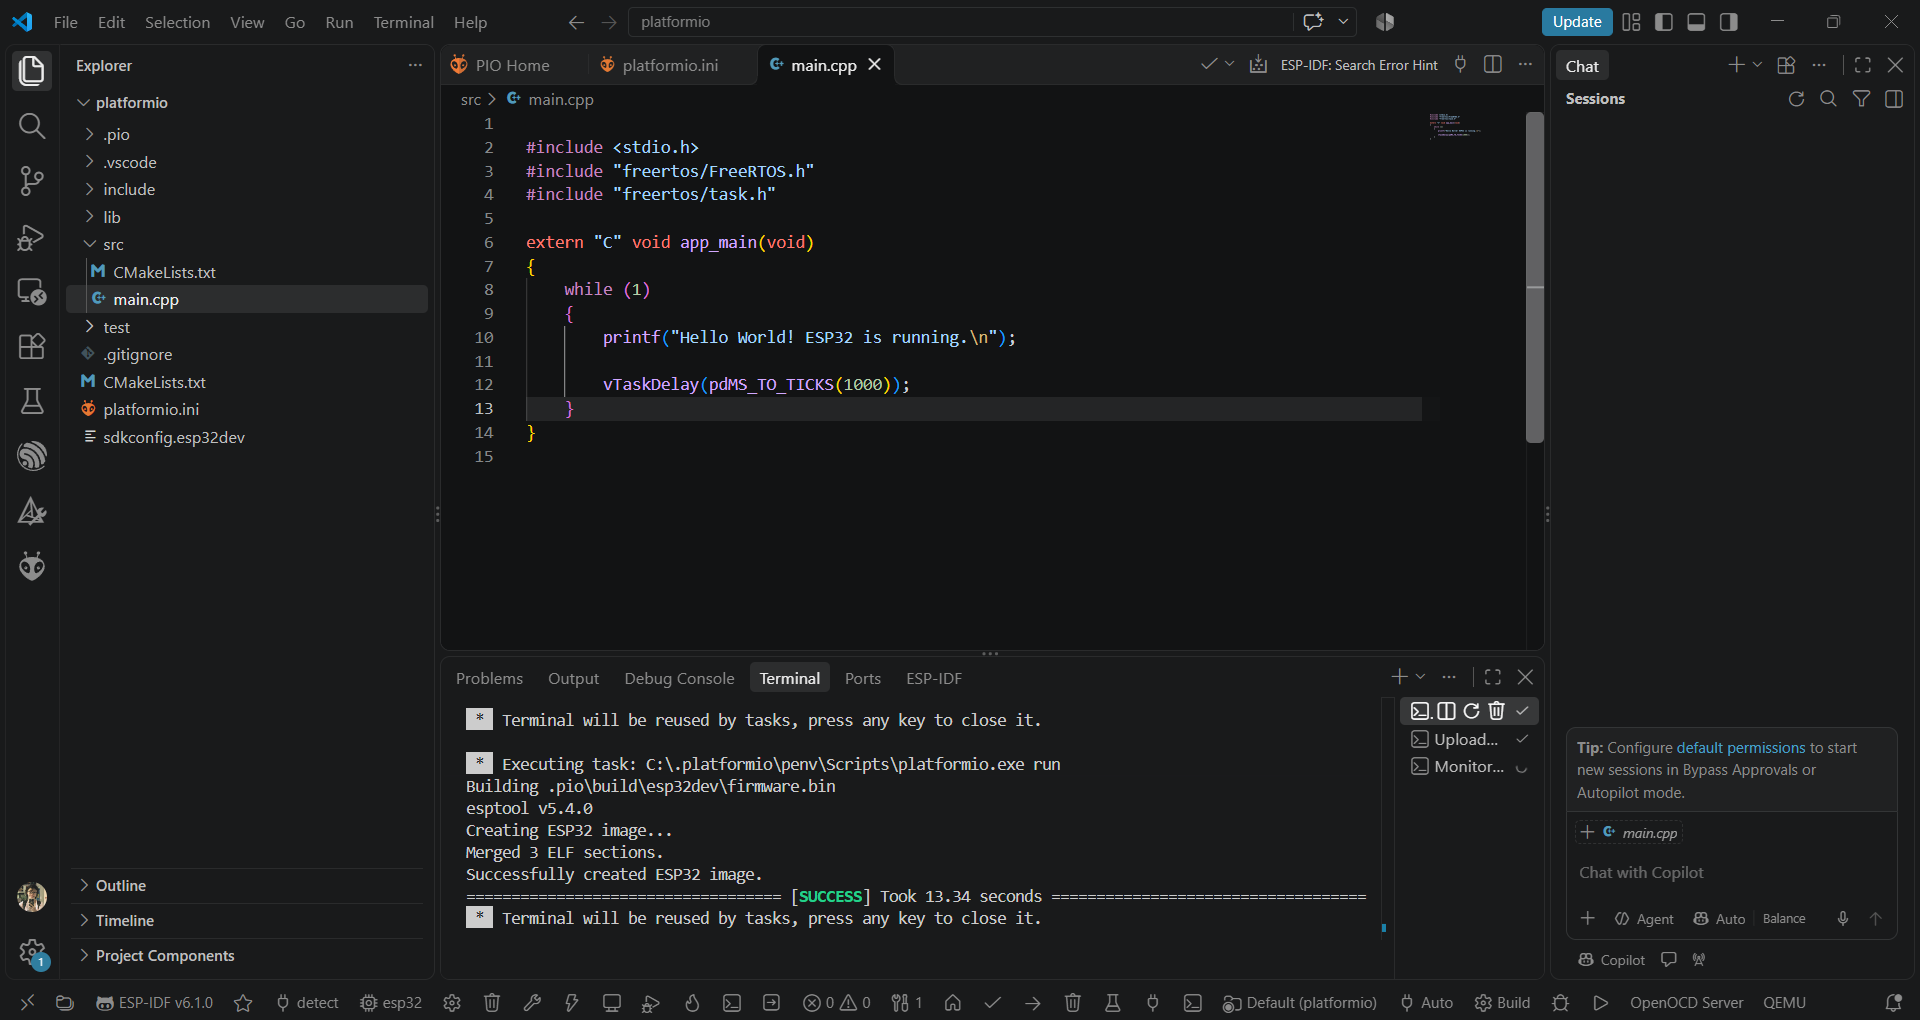 File Edit Selection View Go Run Terminal Help
platformio
Update
Explorer
platformio
.pio
.vscode
include
lib
src
CMakeLists.txt
main.cpp
test
.gitignore
CMakeLists.txt
platformio.ini
sdkconfig.esp32dev
Outline
Timeline
Project Components
1
PIO Home platformio.ini main.cpp
ESP-IDF: Search Error Hint
src > main.cpp
1
2 #include <stdio.h>
3 #include "freertos/FreeRTOS.h"
4 #include "freertos/task.h"
5
6 extern "C" void app_main(void)
7 {
8 while (1)
9 {
10 printf("Hello World! ESP32 is running.\n");
11
12 vTaskDelay(pdMS_TO_TICKS(1000));
13 }
14 }
15
Problems Output Debug Console Terminal Ports ESP-IDF
* Terminal will be reused by tasks, press any key to close it.
* Executing task: C:\.platformio\penv\Scripts\platformio.exe run
Building .pio\build\esp32dev\firmware.bin
esptool v5.4.0
Creating ESP32 image...
Merged 3 ELF sections.
Successfully created ESP32 image.
=================================== [SUCCESS] Took 13.34 seconds ===================================
* Terminal will be reused by tasks, press any key to close it.
Upload...
Monitor...
Chat
Sessions
Tip: Configure default permissions to start
new sessions in Bypass Approvals or
Autopilot mode.
main.cpp
Chat with Copilot
Agent Auto Balance
Copilot
ESP-IDF v6.1.0 detect esp32 0 0 1 Default (platformio) Auto Build OpenOCD Server QEMU